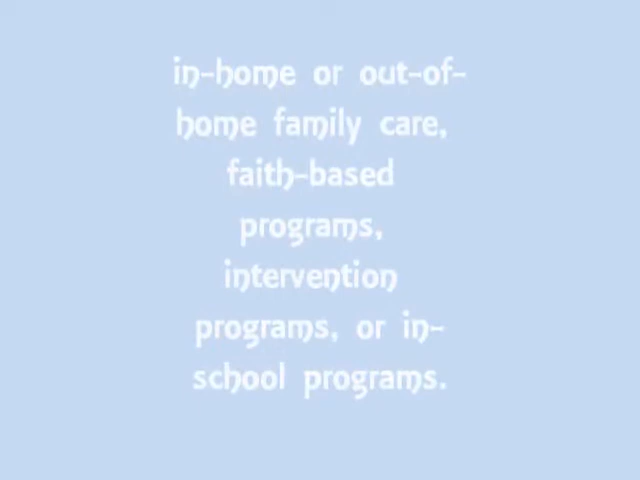 in-home or out-of-
home family care,
faith-based
programs,
intervention
programs, or in-
school programs.